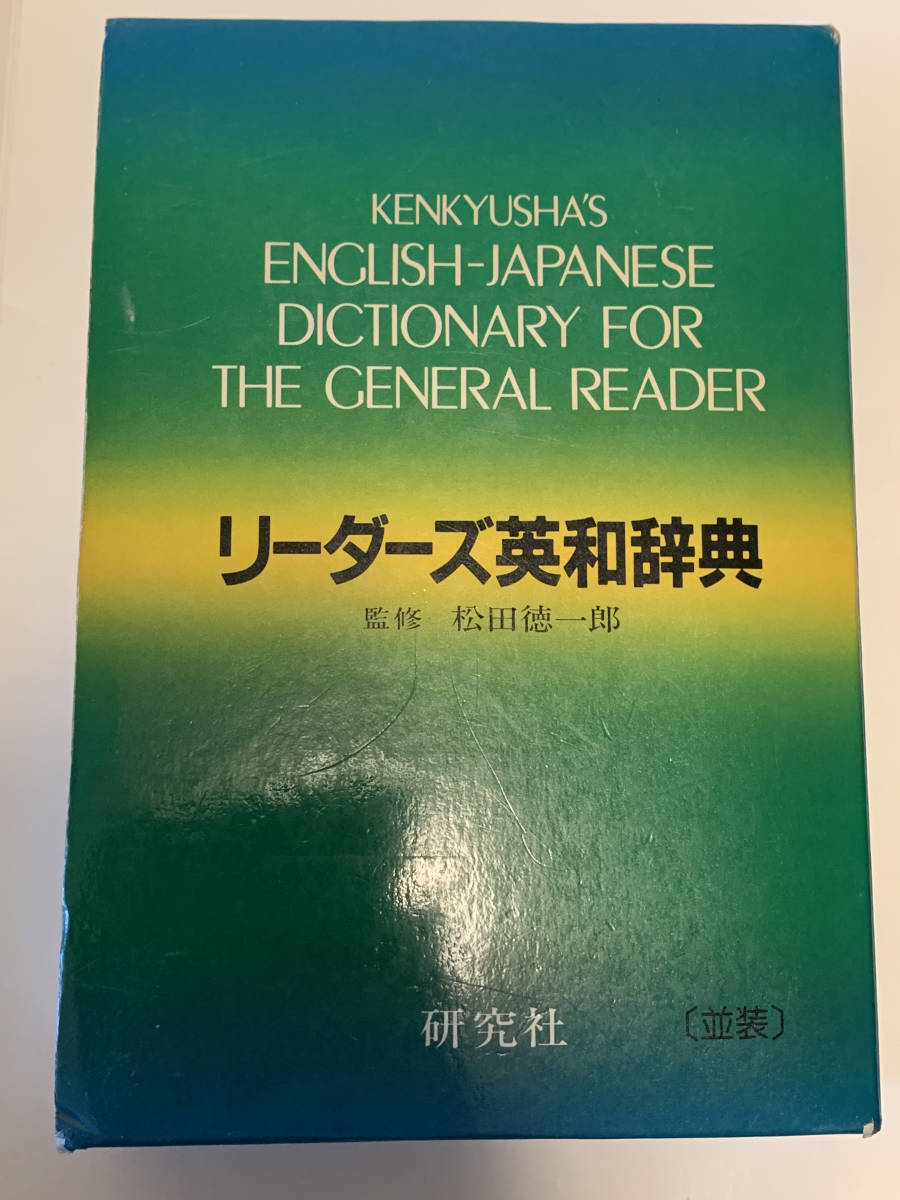 KENKYUSHA'S
ENGLISH-JAPANESE
DICTIONARY FOR
THE GENERAL READER
リーダーズ英和辞典
監修 松田徳一郎
研究社
〔並装〕